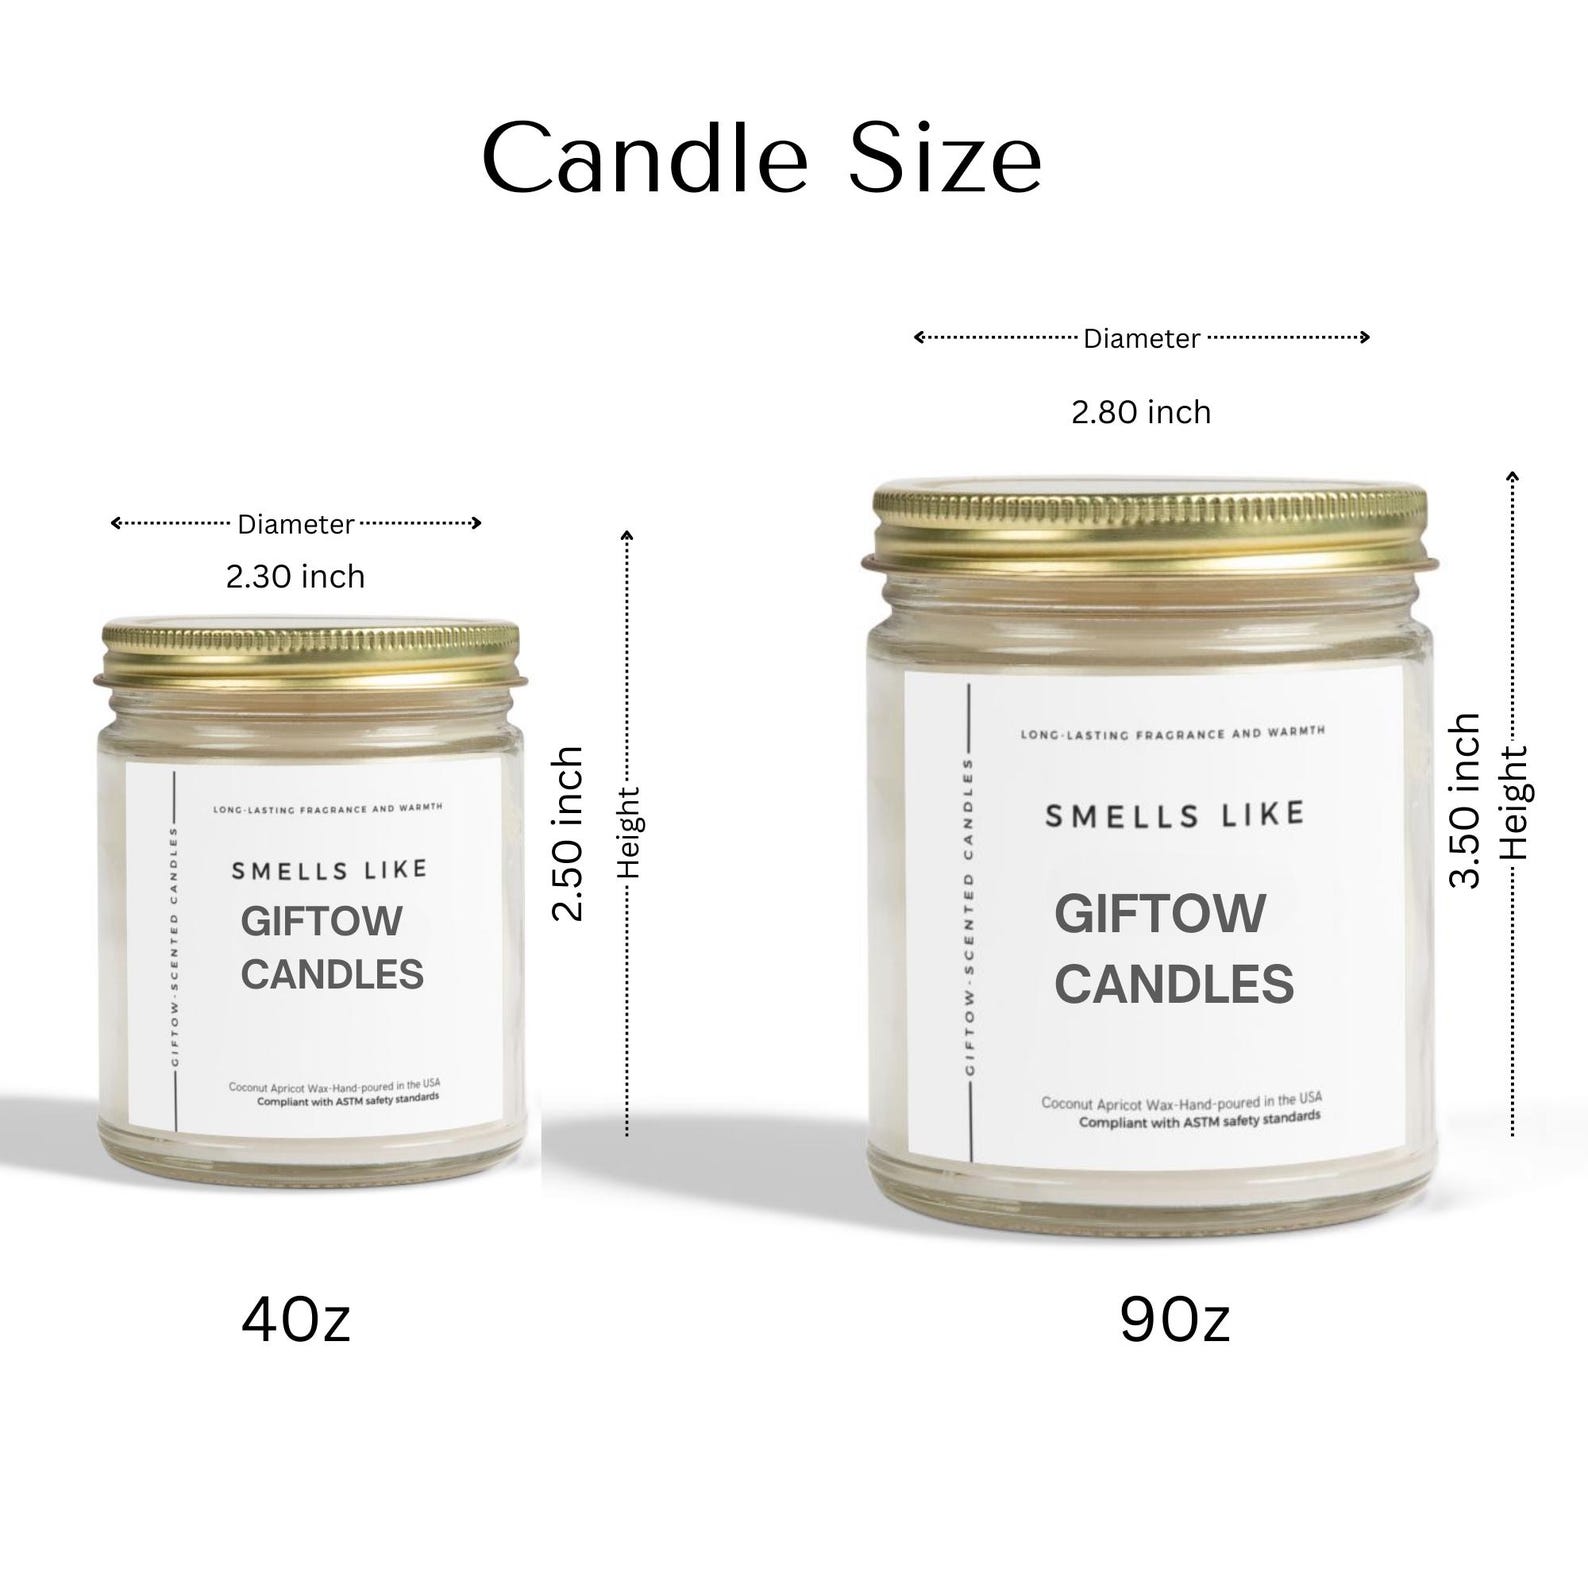 Candle Size
Diameter
2.80 inch
Diameter
2.30 inch
2.50 inch
Height
3.50 inch
Height
LONG-LASTING FRAGRANCE AND WARMTH
SMELLS LIKE
GIFTOW
CANDLES
GIFTOW-SCENTED CANDLES
Coconut Apricot Wax-Hand-poured in the USA
Compliant with ASTM safety standards
LONG-LASTING FRAGRANCE AND WARMTH
SMELLS LIKE
GIFTOW
CANDLES
GIFTOW-SCENTED CANDLES
Coconut Apricot Wax-Hand-poured in the USA
Compliant with ASTM safety standards
4Oz
9Oz